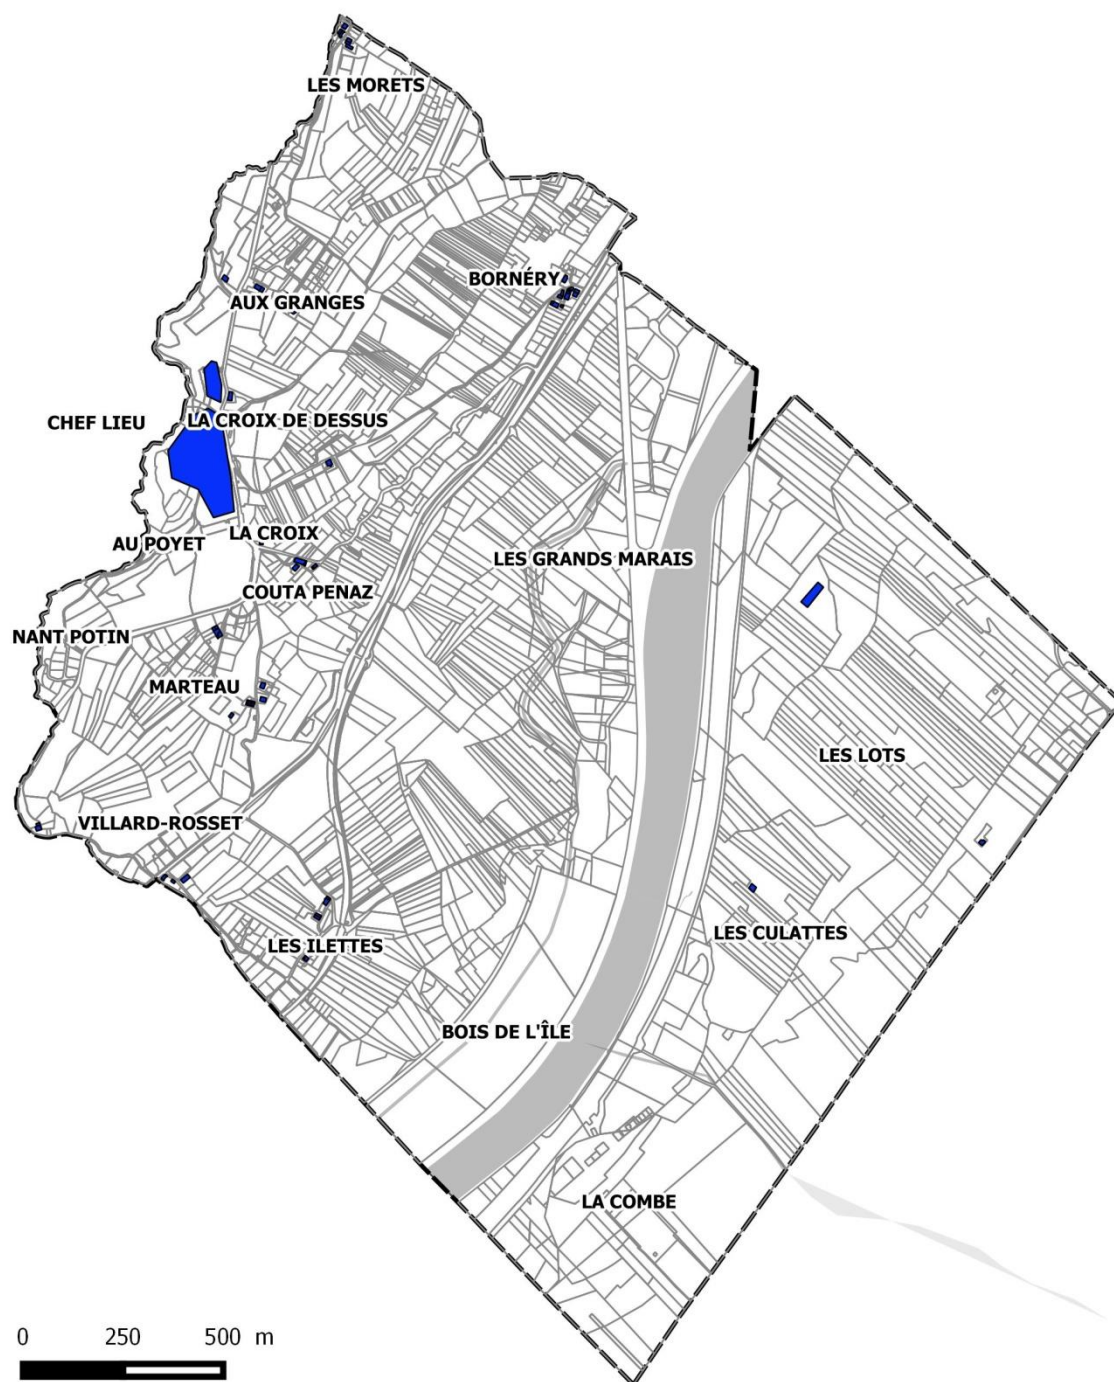 LES MORETS
BORNÉRY
AUX GRANGES
CHEF LIEU
LA CROIX DE DESSUS
AU POYET
LA CROIX
LES GRANDS MARAIS
COUTA PENAZ
NANT POTIN
MARTEAU
LES LOTS
VILLARD-ROSSET
LES CULATTES
LES ILETTES
BOIS DE L'ÎLE
LA COMBE
0 250 500 m